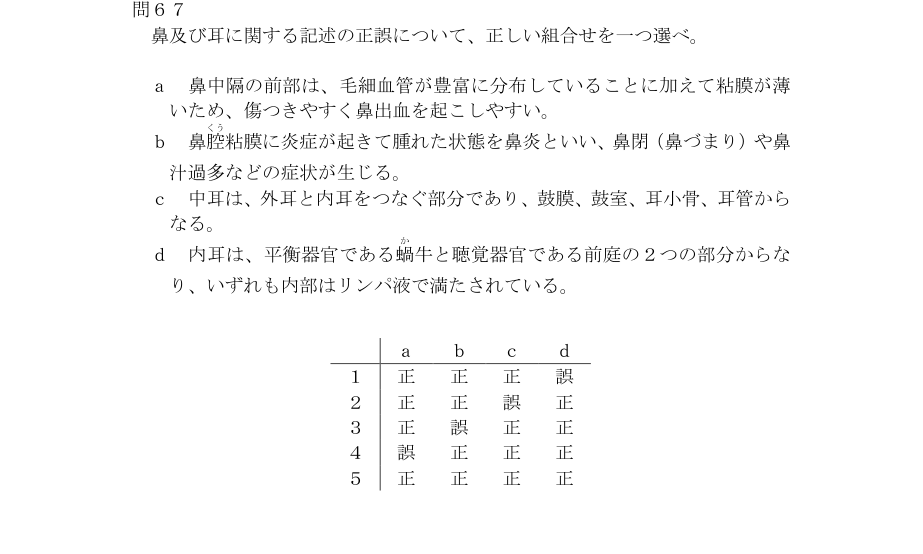 問６７
鼻及び耳に関する記述の正誤について、正しい組合せを一つ選べ。
a 鼻中隔の前部は、毛細血管が豊富に分布していることに加えて粘膜が薄
いため、傷つきやすく鼻出血を起こしやすい。
くう
b 鼻腔粘膜に炎症が起きて腫れた状態を鼻炎といい、鼻閉（鼻づまり）や鼻
汁過多などの症状が生じる。
c 中耳は、外耳と内耳をつなぐ部分であり、鼓膜、鼓室、耳小骨、耳管から
なる。
か
d 内耳は、平衡器官である蝸牛と聴覚器官である前庭の２つの部分からな
り、いずれも内部はリンパ液で満たされている。
a b c d
1 正 正 正 誤
2 正 正 誤 正
3 正 誤 正 正
4 誤 正 正 正
5 正 正 正 正